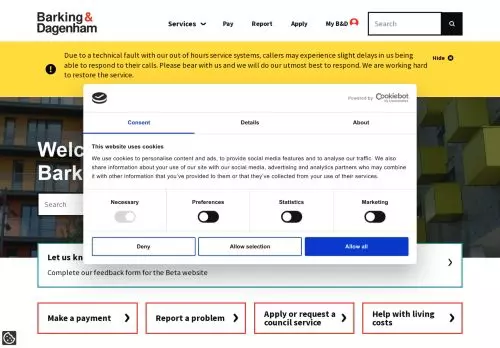 Barking &
Dagenham
Services
Pay
Report
Apply
My B&D
Search
Due to a technical fault with our out of hours service systems, callers may experience slight delays in us being
able to respond to their calls. Please bear with us and we will do our utmost best to respond. We are working hard
to restore the service.
Hide
Powered by Cookiebot
Consent
Details
About
This website uses cookies
We use cookies to personalise content and ads, to provide social media features and to analyse our traffic. We also
share information about your use of our site with our social media, advertising and analytics partners who may combine
it with other information that you've provided to them or that they've collected from your use of their services.
Necessary
Preferences
Statistics
Marketing
Deny
Allow selection
Allow all
Welc
Bark
Search
Let us kn
Complete our feedback form for the Beta website
Make a payment
Report a problem
Apply or request a
council service
Help with living
costs